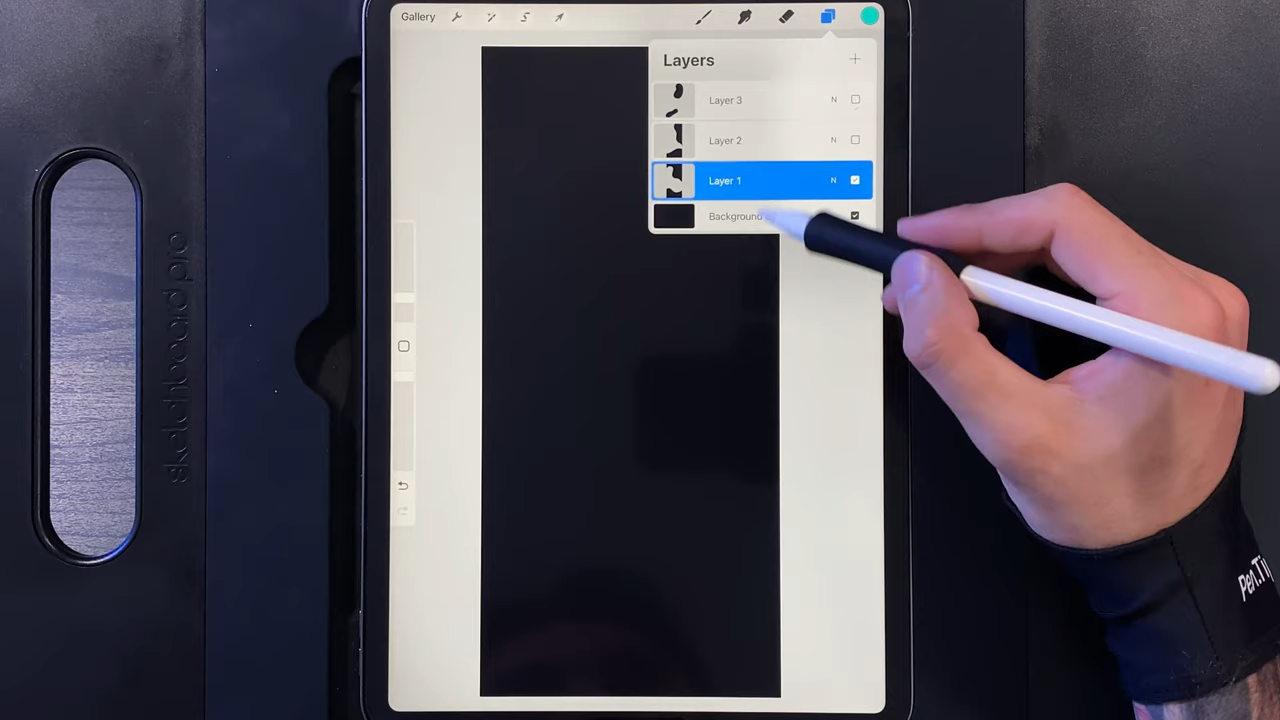 Gallery
Layers
Layer 3 N
Layer 2 N
Layer 1 N
Background
sketchboard pro